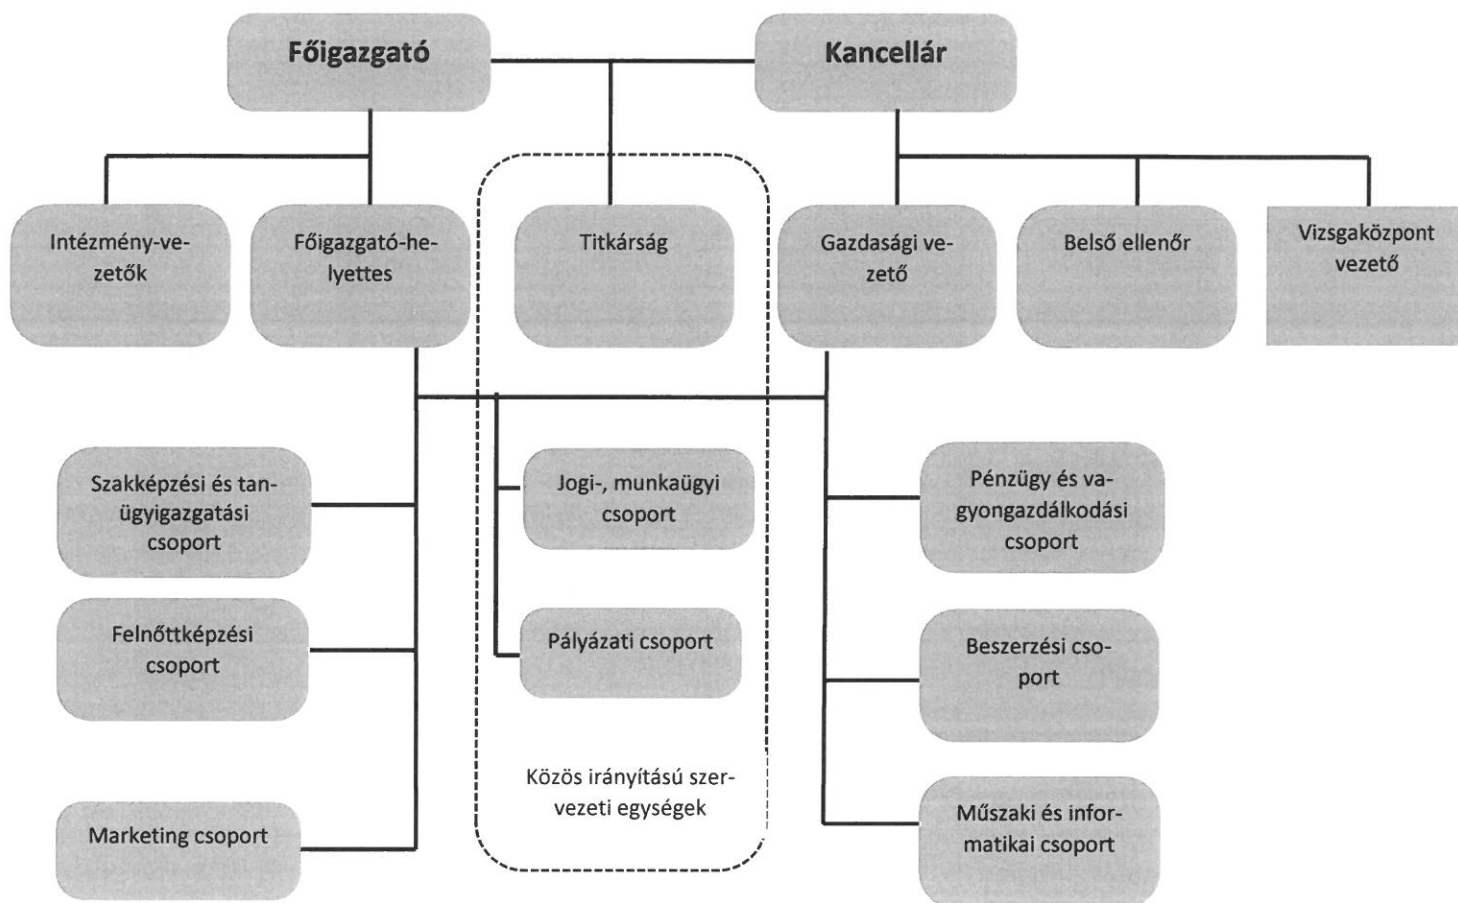 Főigazgató
Kancellár
Intézmény-ve-
zetők
Főigazgató-he-
lyettes
Titkárság
Gazdasági ve-
zető
Belső ellenőr
Vizsgaközpont
vezető
Szakképzési és tan-
ügyigazgatási
csoport
Jogi-, munkaügyi
csoport
Pénzügy és va-
gyongazdálkodási
csoport
Felnőttképzési
csoport
Pályázati csoport
Beszerzési cso-
port
Közös irányítású szer-
vezeti egységek
Marketing csoport
Műszaki és infor-
matikai csoport